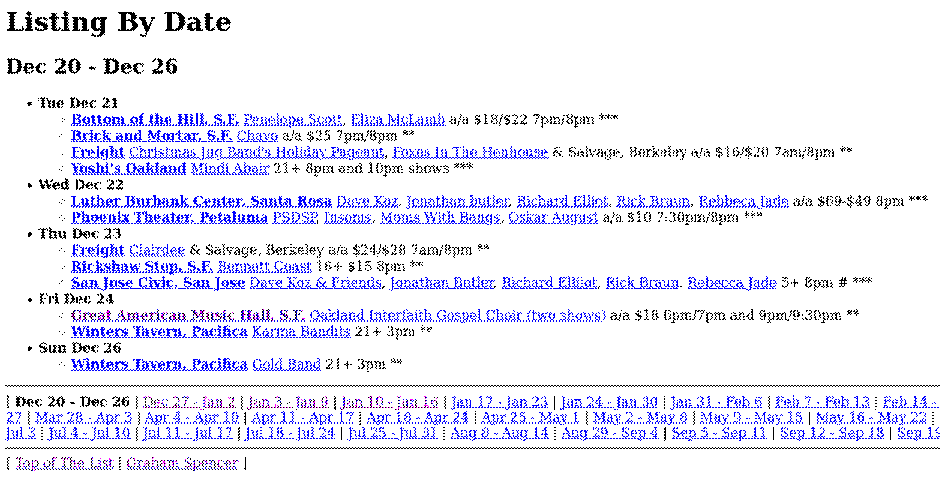 Listing By Date
Dec 20 - Dec 26
Tue Dec 21
Bottom of the Hill, S.F. Penelope Scott, Eliza McLamb a/a $18/$22 7pm/8pm ***
Brick and Mortar, S.F. Chavo a/a $25 7pm/8pm **
Freight Christmas Jug Band's Holiday Pageant, Foxes In The Henhouse & Salvage, Berkeley a/a $16/$20 7am/8pm **
Yoshi's Oakland Mindi Abair 21+ 8pm and 10pm shows ***
Wed Dec 22
Luther Burbank Center, Santa Rosa Dave Koz, Jonathan butler, Richard Elliot, Rick Braun, Rebbeca Jade a/a $69-$49 8pm ***
Phoenix Theater, Petaluma PSDSP, Insomis, Moms With Bangs, Oskar August a/a $10 7:30pm/8pm ***
Thu Dec 23
Freight Clairdee & Salvage, Berkeley a/a $24/$28 7am/8pm **
Rickshaw Stop, S.F. Bennett Coast 16+ $15 8pm **
San Jose Civic, San Jose Dave Koz & Friends, Jonathan Butler, Richard Elliot, Rick Braun, Rebecca Jade 5+ 8pm # ***
Fri Dec 24
Great American Music Hall, S.F. Oakland Interfaith Gospel Choir (two shows) a/a $18 6pm/7pm and 9pm/9:30pm **
Winters Tavern, Pacifica Karma Bandits 21+ 3pm **
Sun Dec 26
Winters Tavern, Pacifica Gold Band 21+ 3pm **
| Dec 20 - Dec 26 | Dec 27 - Jan 2 | Jan 3 - Jan 9 | Jan 10 - Jan 16 | Jan 17 - Jan 23 | Jan 24 - Jan 30 | Jan 31 - Feb 6 | Feb 7 - Feb 13 | Feb 14 -
27 | Mar 28 - Apr 3 | Apr 4 - Apr 10 | Apr 11 - Apr 17 | Apr 18 - Apr 24 | Apr 25 - May 1 | May 2 - May 8 | May 9 - May 15 | May 16 - May 22 |
Jul 3 | Jul 4 - Jul 10 | Jul 11 - Jul 17 | Jul 18 - Jul 24 | Jul 25 - Jul 31 | Aug 8 - Aug 14 | Aug 29 - Sep 4 | Sep 5 - Sep 11 | Sep 12 - Sep 18 | Sep 19
| Top of The List | Graham Spencer |